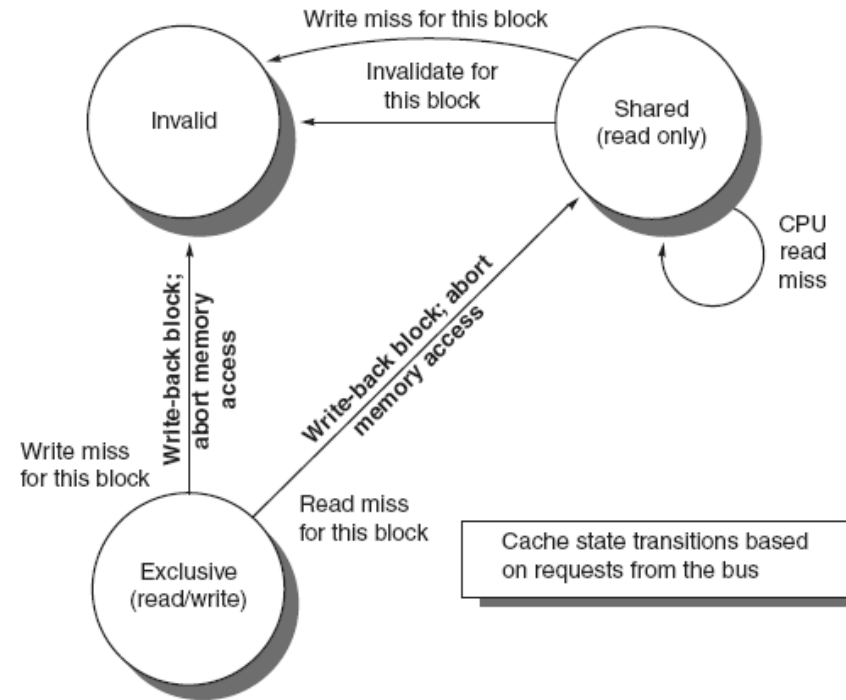 Write miss for this block
Invalidate for
this block
Invalid
Shared
(read only)
CPU
read
miss
Write-back block;
abort memory
access
Write-back block; abort
memory access
Write miss
for this block
Read miss
for this block
Exclusive
(read/write)
Cache state transitions based
on requests from the bus